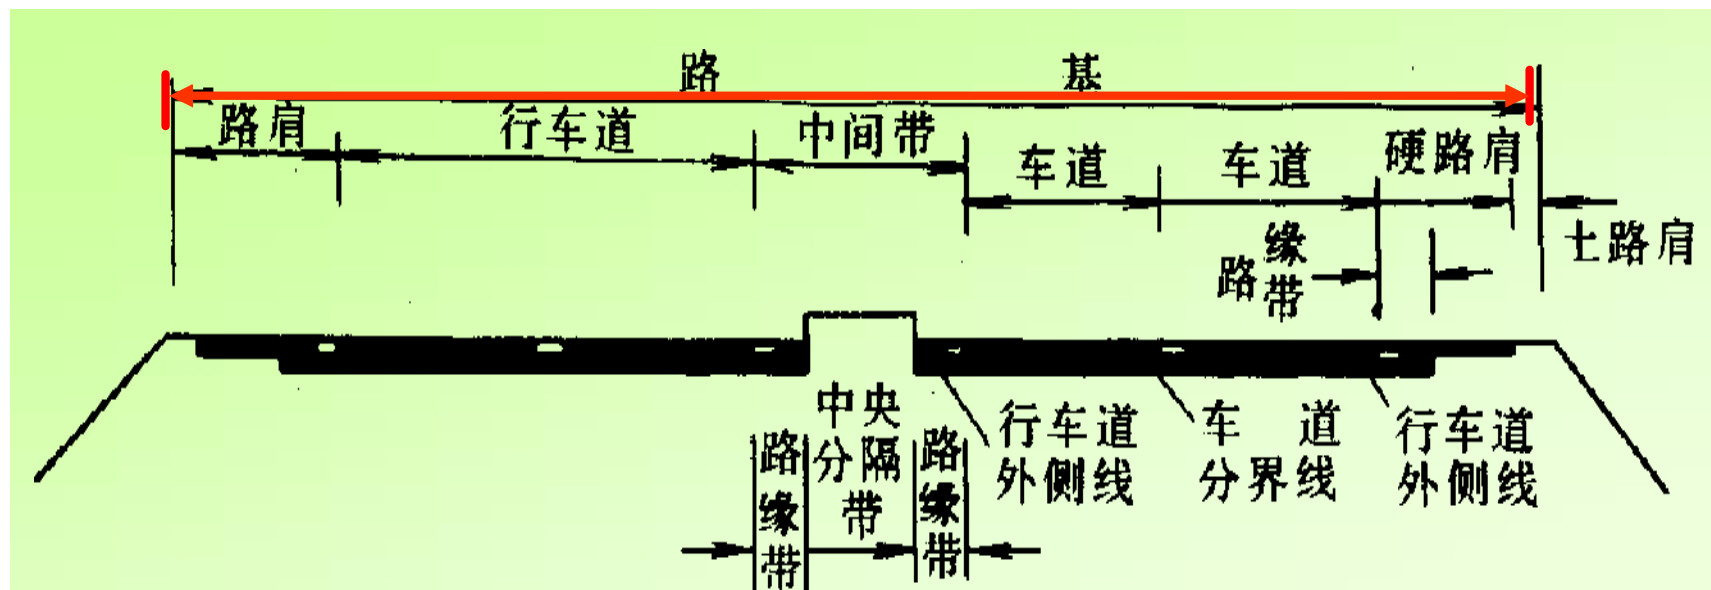 路 基
路肩 行车道 中间带 车道 车道 硬路肩
土路肩
路缘带
中央分隔带
路缘带
路缘带
行车道
外侧线
车 道
分界线
行车道
外侧线